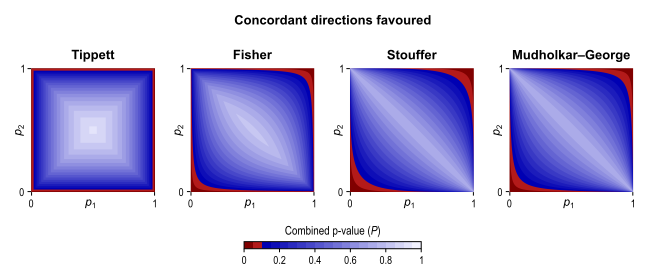 Concordant directions favoured
Tippett
Fisher
Stouffer
Mudholkar–George
1
p2
0
0
p1
1
1
p2
0
0
p1
1
1
p2
0
0
p1
1
1
p2
0
0
p1
1
Combined p-value (P)
0 0.2 0.4 0.6 0.8 1